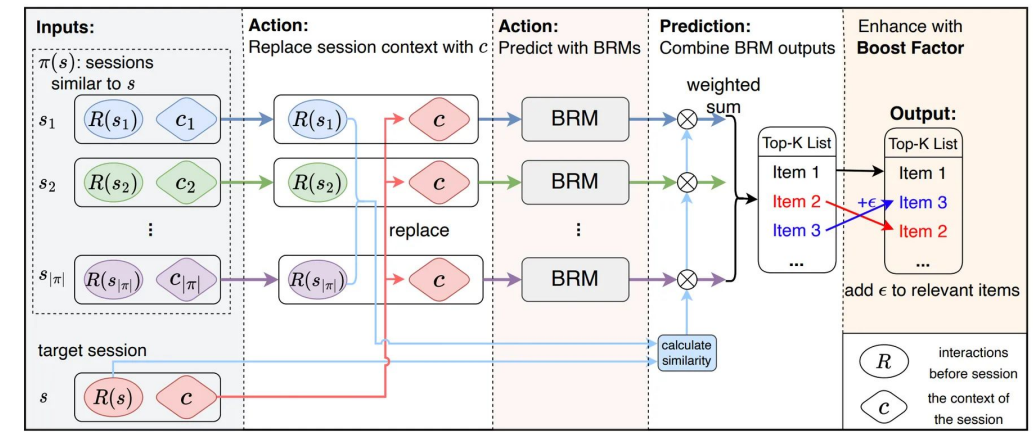 Inputs:
π(s): sessions
similar to s
s₁
R(s₁)
c₁
s₂
R(s₂)
c₂
⋮
s|π|
R(s|π|)
c|π|
target session
s
R(s)
c
Action:
Replace session context with c
R(s₁)
c
R(s₂)
c
replace
R(s|π|)
c
Action:
Predict with BRMs
BRM
BRM
⋮
BRM
Prediction:
Combine BRM outputs
weighted
sum
calculate
similarity
Top-K List
Item 1
Item 2
Item 3
...
Enhance with
Boost Factor
Output:
Top-K List
Item 1
+ϵ
Item 3
Item 2
...
add ϵ to relevant items
R
interactions
before session
c
the context of
the session